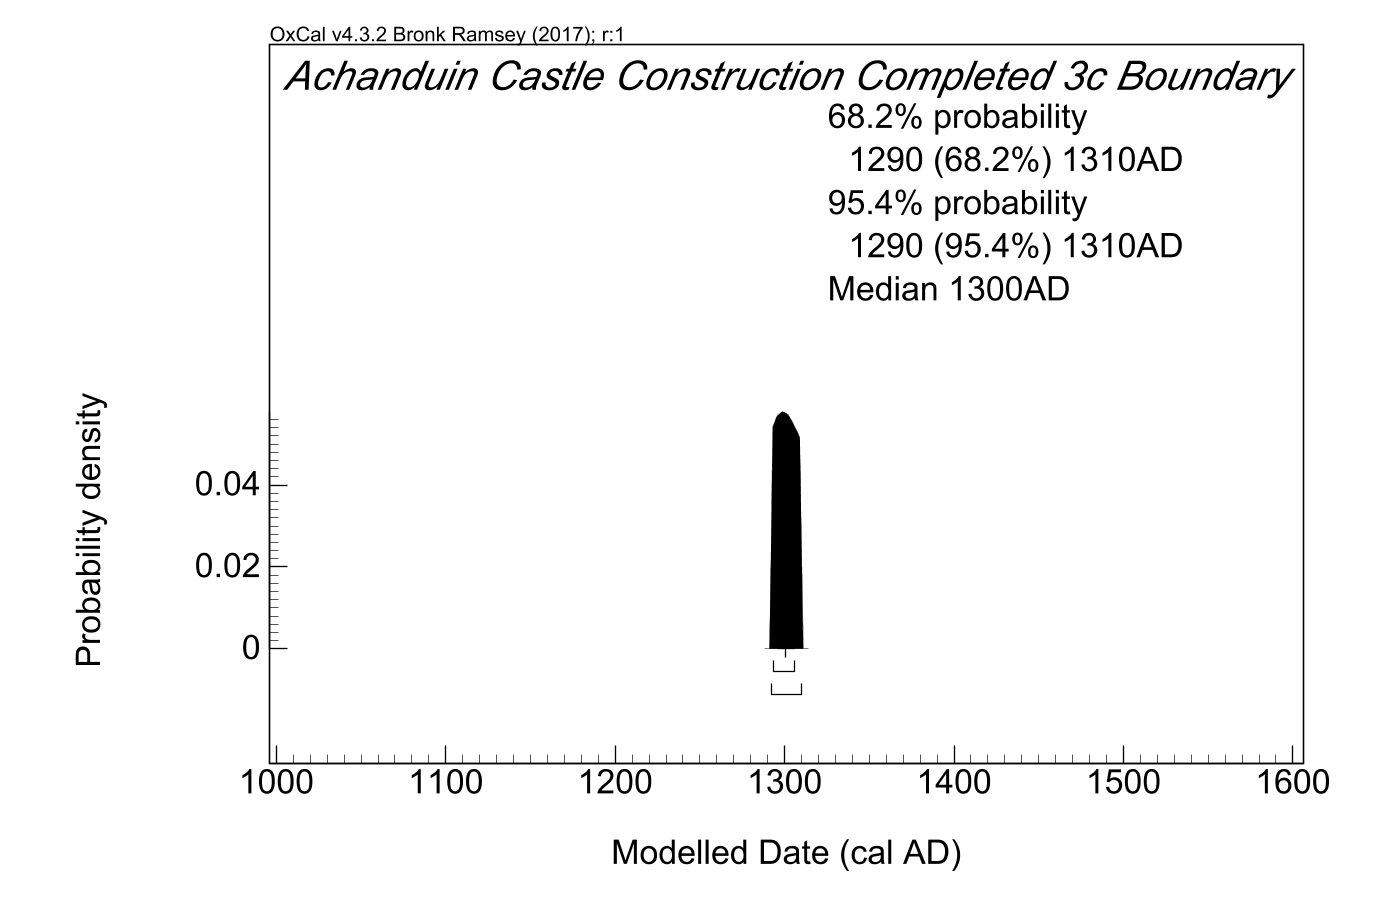 OxCal v4.3.2 Bronk Ramsey (2017); r:1
Achanduin Castle Construction Completed 3c Boundary
68.2% probability
1290 (68.2%) 1310AD
95.4% probability
1290 (95.4%) 1310AD
Median 1300AD
Probability density
0.04
0.02
0
1000 1100 1200 1300 1400 1500 1600
Modelled Date (cal AD)